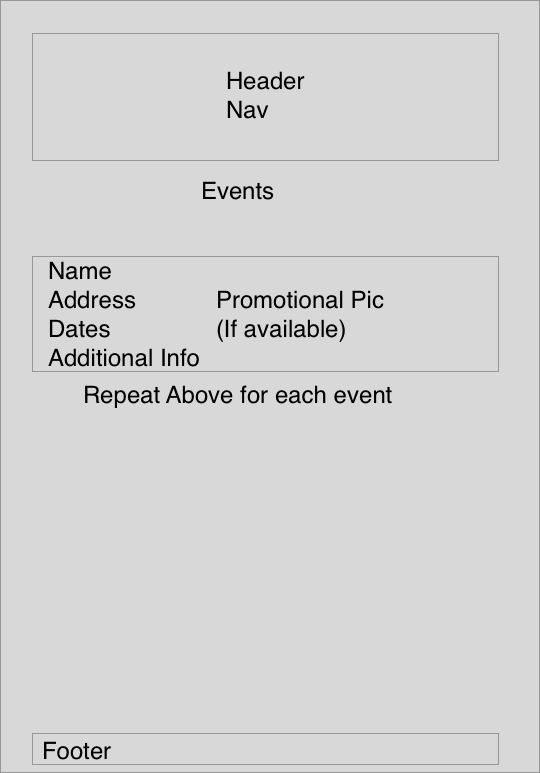 Header
Nav
Events
Name
Address
Dates
Additional Info
Promotional Pic
(If available)
Repeat Above for each event
Footer